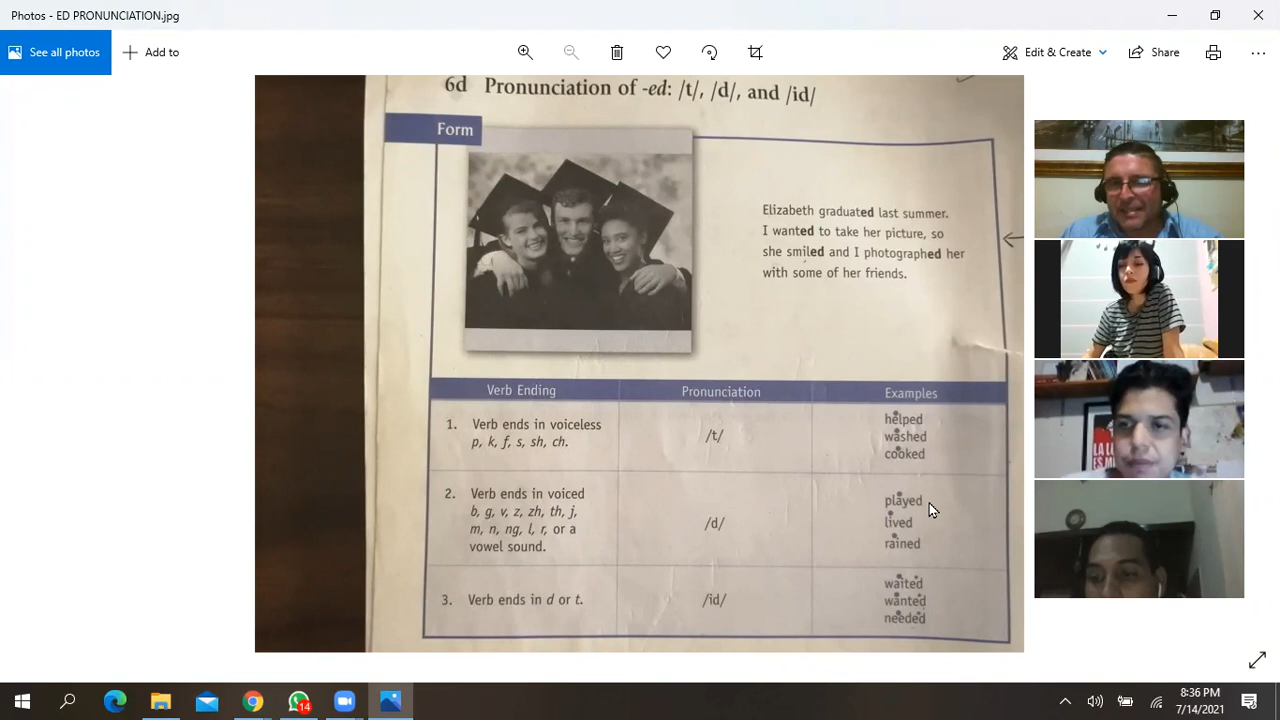 Photos - ED PRONUNCIATION.jpg
See all photos
Add to
Edit & Create
Share
6d Pronunciation of -ed: /t/, /d/, and /id/
Form
Elizabeth graduated last summer.
I wanted to take her picture, so
she smiled and I photographed her
with some of her friends.
Verb Ending Pronunciation Examples
1. Verb ends in voiceless
p, k, f, s, sh, ch.
/t/
helped
washed
cooked
2. Verb ends in voiced
b, g, v, z, zh, th, j,
m, n, ng, l, r, or a
vowel sound.
/d/
played
lived
rained
3. Verb ends in d or t.
/id/
waited
wanted
needed
14
8:36 PM
7/14/2021